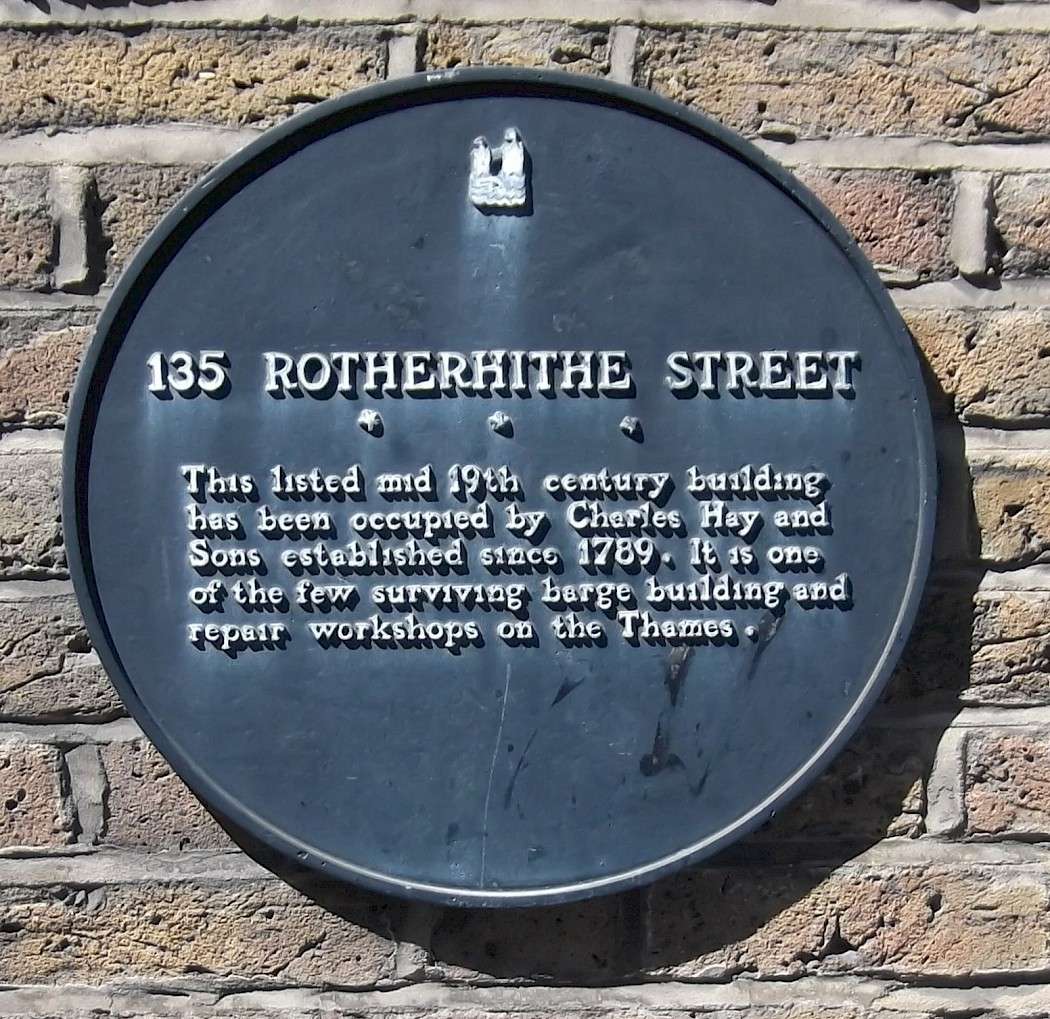 135 ROTHERHITHE STREET
This listed mid 19th century building
has been occupied by Charles Hay and
Sons established since 1789. It is one
of the few surviving barge building and
repair workshops on the Thames.